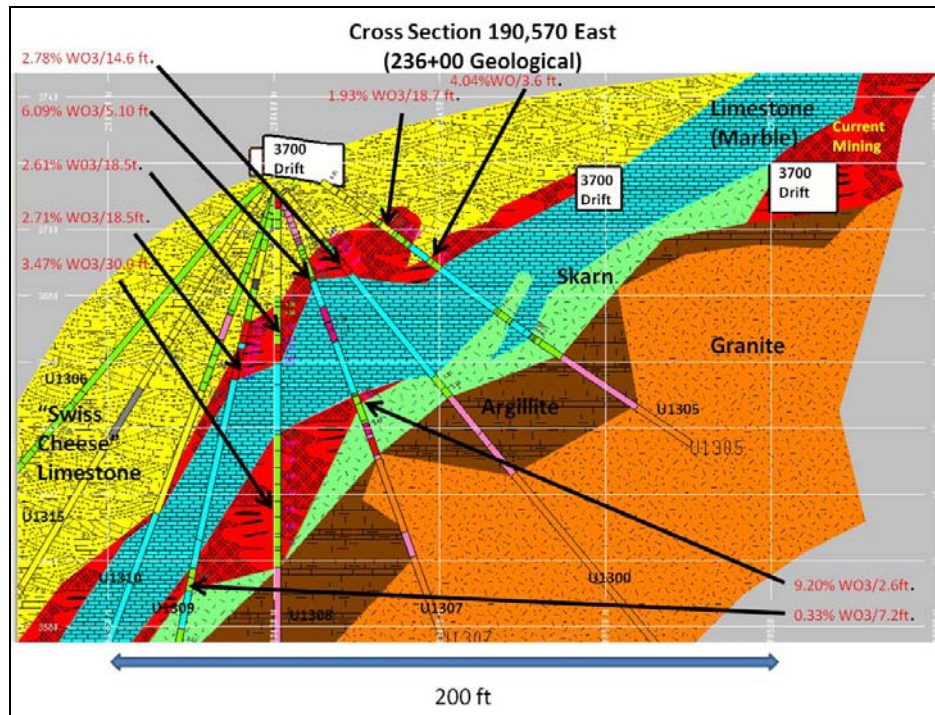 Cross Section 190,570 East
(236+00 Geological)
2.78% WO3/14.6 ft.
4.04%WO/3.6 ft.
1.93% WO3/18.7ft.
6.09% WO3/5.10 ft.
2.61% WO3/18.5t.
2.71% WO3/18.5ft.
3.47% WO3/30.0 ft.
3700
Drift
3700
Drift
3700
Drift
Limestone
(Marble)
Current
Mining
Skarn
Granite
Argillite
"Swiss
Cheese"
Limestone
U1306
U1315
U1310
U1309
U1308
U1307
U1307
U1300
U1305
U1305
9.20% WO3/2.6ft.
0.33% WO3/7.2ft.
200 ft